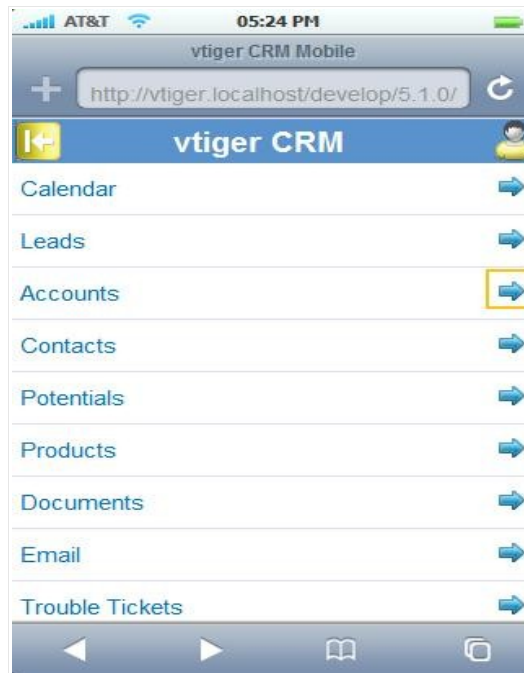 AT&T 05:24 PM
vtiger CRM Mobile
http://vtiger.localhost/develop/5.1.0/
vtiger CRM
Calendar
Leads
Accounts
Contacts
Potentials
Products
Documents
Email
Trouble Tickets